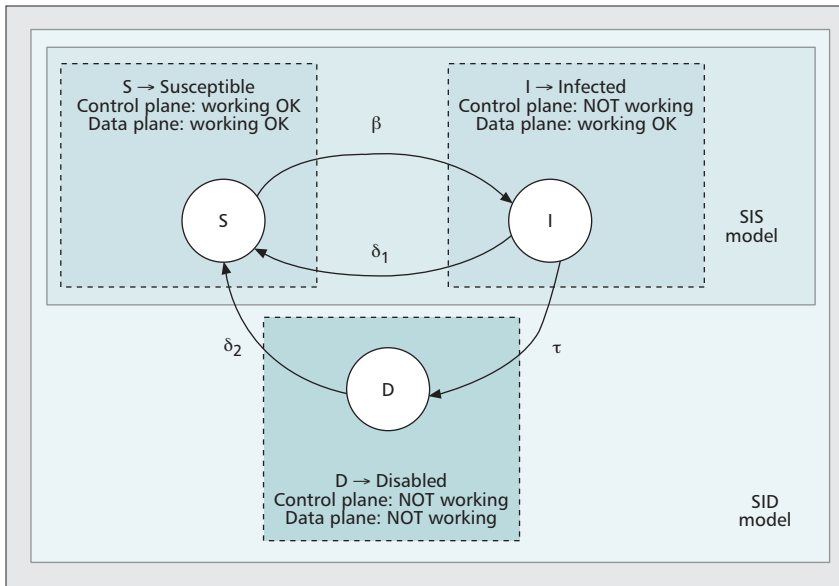 S → Susceptible
Control plane: working OK
Data plane: working OK
I → Infected
Control plane: NOT working
Data plane: working OK
β
S
I
SIS
model
δ1
δ2
τ
D
D → Disabled
Control plane: NOT working
Data plane: NOT working
SID
model